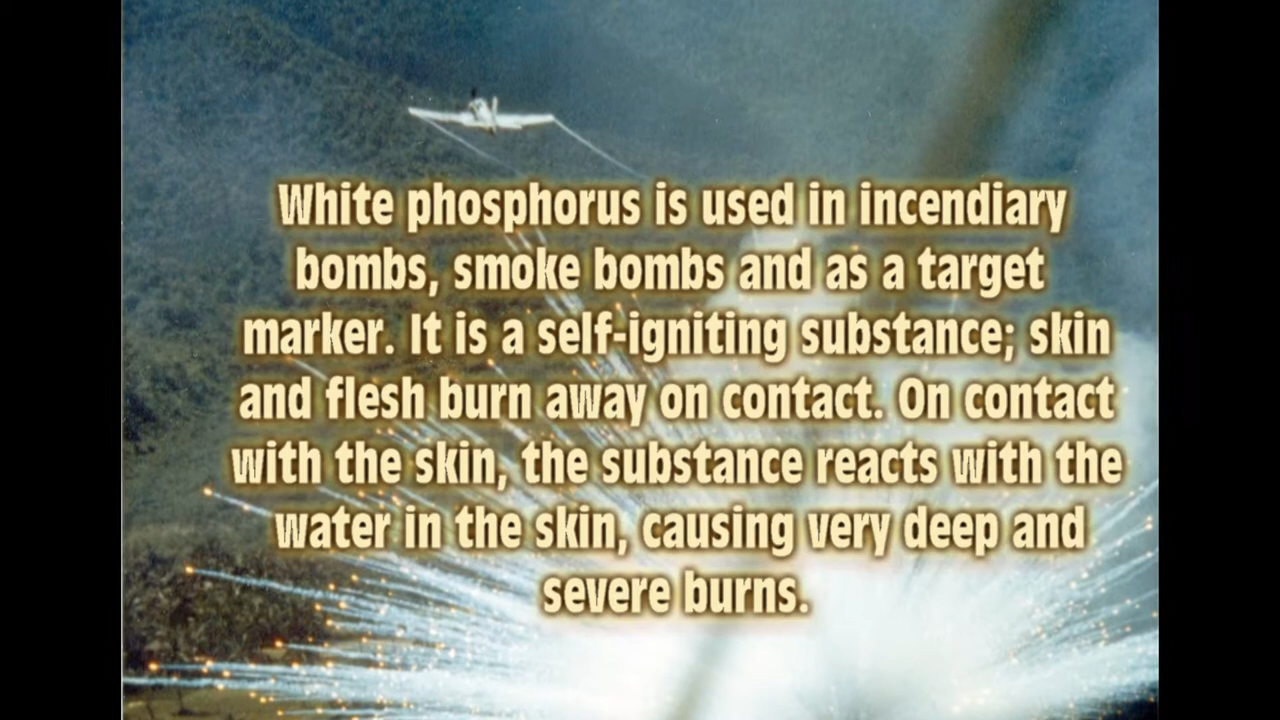 White phosphorus is used in incendiary
bombs, smoke bombs and as a target
marker. It is a self-igniting substance; skin
and flesh burn away on contact. On contact
with the skin, the substance reacts with the
water in the skin, causing very deep and
severe burns.